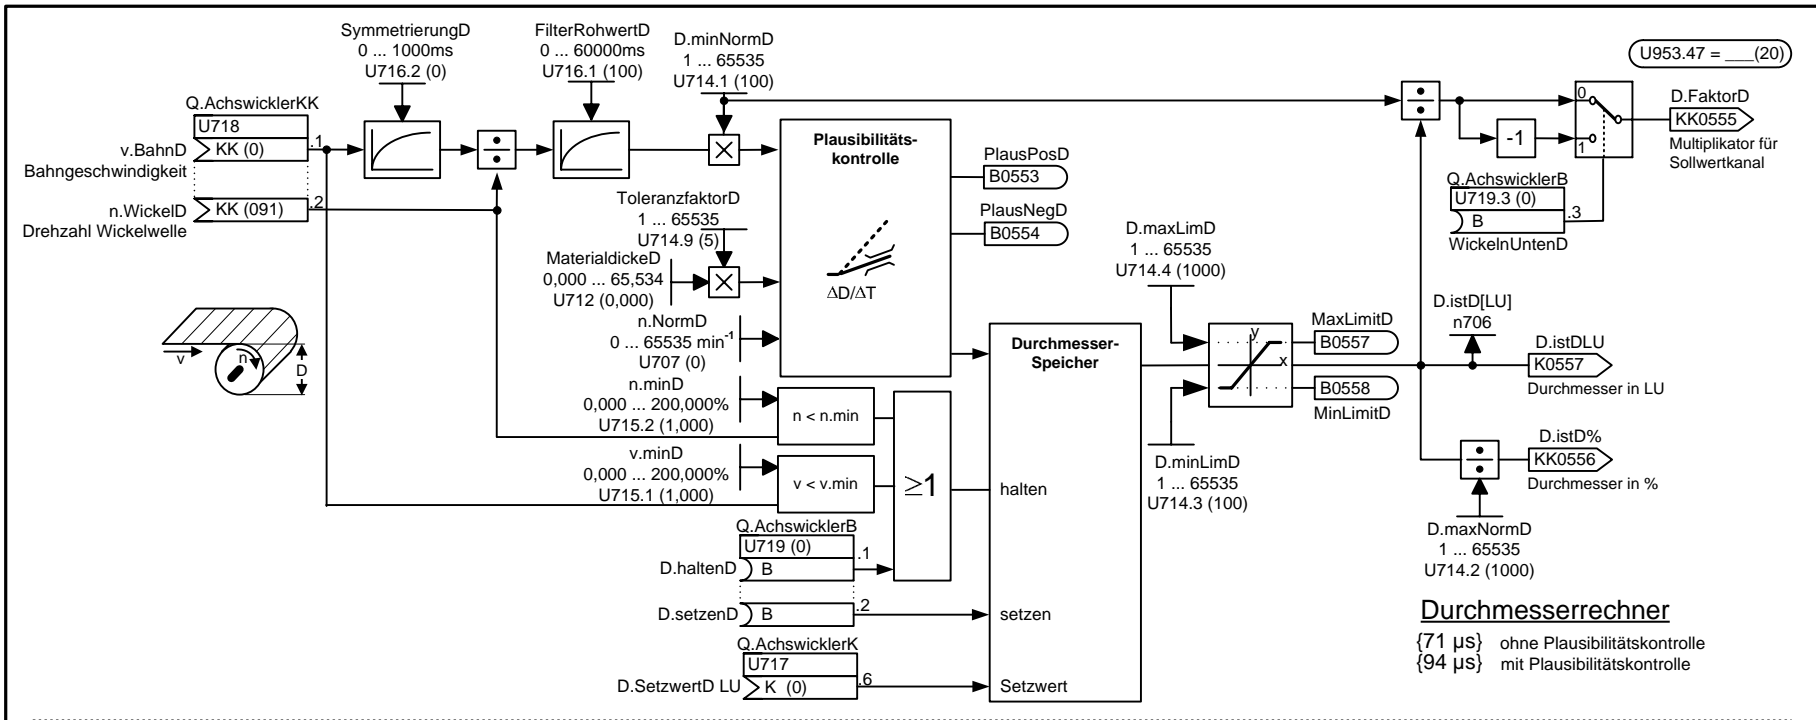 SymmetrierungD
0 ... 1000ms
U716.2 (0)
FilterRohwertD
0 ... 60000ms
U716.1 (100)
D.minNormD
1 ... 65535
U714.1 (100)
U953.47 = ___(20)
Q.AchswicklerKK
U718
.1
KK (0)
v.BahnD
Bahngeschwindigkeit
.2
KK (091)
n.WickelD
Drehzahl Wickelwelle
Plausibilitäts-
kontrolle
ΔD/ΔT
PlausPosD
B0553
PlausNegD
B0554
ToleranzfaktorD
1 ... 65535
U714.9 (5)
MaterialdickeD
0,000 ... 65,534
U712 (0,000)
n.NormD
0 ... 65535 min-1
U707 (0)
n.minD
0,000 ... 200,000%
U715.2 (1,000)
n < n.min
v.minD
0,000 ... 200,000%
U715.1 (1,000)
v < v.min
≥1
v
n
D
Q.AchswicklerB
U719 (0)
.1
D.haltenD
B
.2
D.setzenD
B
Q.AchswicklerK
U717
.6
D.SetzwertD LU
K (0)
Durchmesser-
Speicher
halten
setzen
Setzwert
D.maxLimD
1 ... 65535
U714.4 (1000)
y
x
D.minLimD
1 ... 65535
U714.3 (100)
MaxLimitD
B0557
B0558
MinLimitD
0
1
-1
D.FaktorD
KK0555
Multiplikator für
Sollwertkanal
Q.AchswicklerB
U719.3 (0)
.3
B
WickelnUntenD
D.istD[LU]
n706
D.istDLU
K0557
Durchmesser in LU
D.istD%
KK0556
Durchmesser in %
D.maxNormD
1 ... 65535
U714.2 (1000)
Durchmesserrechner
{71 µs} ohne Plausibilitätskontrolle
{94 µs} mit Plausibilitätskontrolle